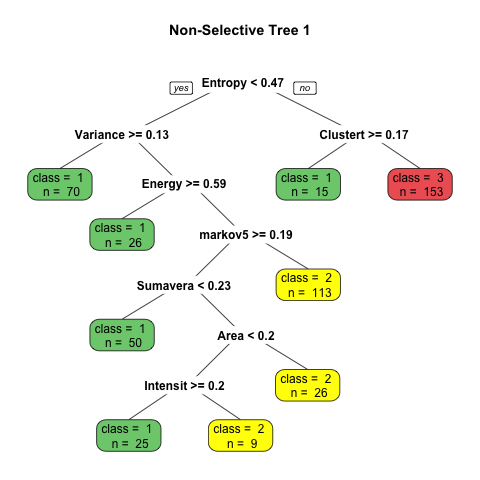 Non-Selective Tree 1
Entropy < 0.47
yes
no
Variance >= 0.13
Clustert >= 0.17
class = 1
n = 70
Energy >= 0.59
class = 1
n = 15
class = 3
n = 153
class = 1
n = 26
markov5 >= 0.19
Sumavera < 0.23
class = 2
n = 113
class = 1
n = 50
Area < 0.2
Intensit >= 0.2
class = 2
n = 26
class = 1
n = 25
class = 2
n = 9